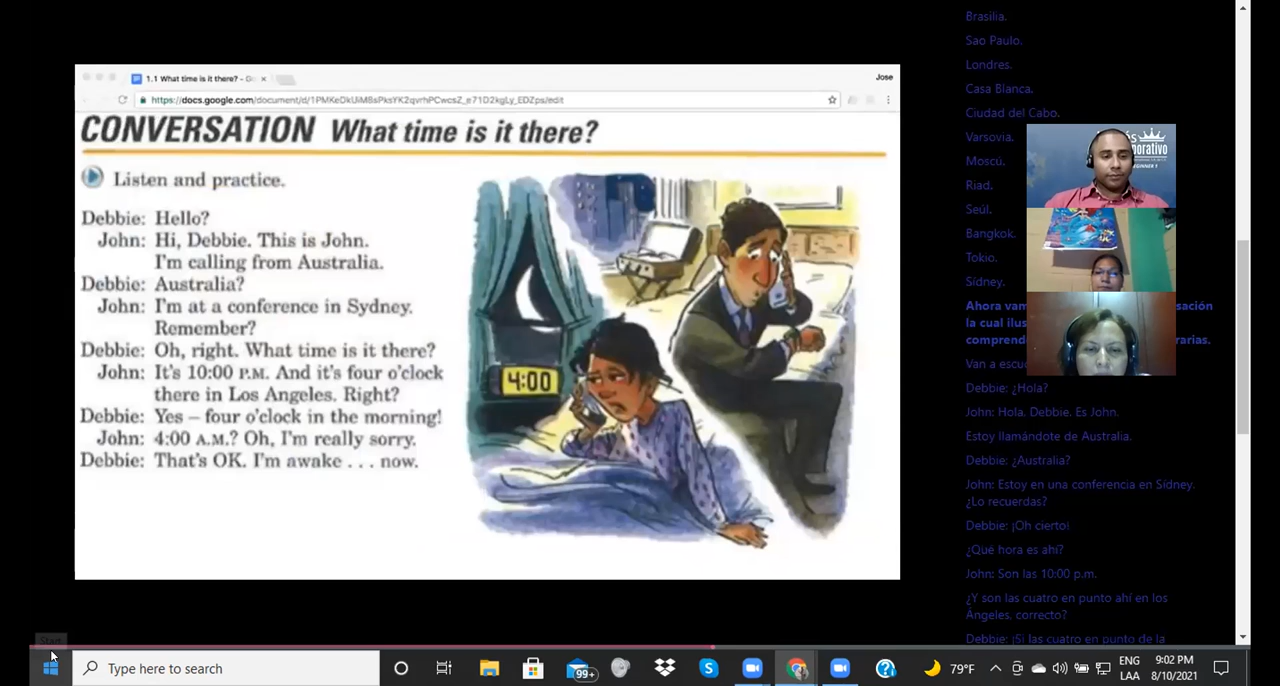 Brasilia.
Sao Paulo.
Londres.
Casa Blanca.
Ciudad del Cabo.
Varsovia.
Moscú.
Riad.
Seúl.
Bangkok.
Tokio.
Sídney.
Ahora vam
sación
la cual ilus
comprend
rarias.
Van a escu
Debbie: ¿Hola?
John: Hola, Debbie. Es John.
Estoy llamándote de Australia.
Debbie: ¿Australia?
John: Estoy en una conferencia en Sídney.
¿Lo recuerdas?
Debbie: ¡Oh cierto!
¿Qué hora es ahí?
John: Son las 10:00 p.m.
¿Y son las cuatro en punto ahí en los
Ángeles, correcto?
Debbie: ¡Si las cuatro en punto de la
1.1 What time is it there? - Go
Jose
https://docs.google.com/document/d/
/edit
CONVERSATION What time is it there?
Listen and practice.
Debbie: Hello?
John: Hi, Debbie. This is John.
I'm calling from Australia.
Debbie: Australia?
John: I'm at a conference in Sydney.
Remember?
Debbie: Oh, right. What time is it there?
John: It's 10:00 P.M. And it's four o'clock
there in Los Angeles. Right?
Debbie: Yes – four o'clock in the morning!
John: 4:00 A.M.? Oh, I'm really sorry.
Debbie: That's OK. I'm awake . . . now.
4:00
porativo
Start
Type here to search
99+
79°F
ENG
LAA
9:02 PM
8/10/2021